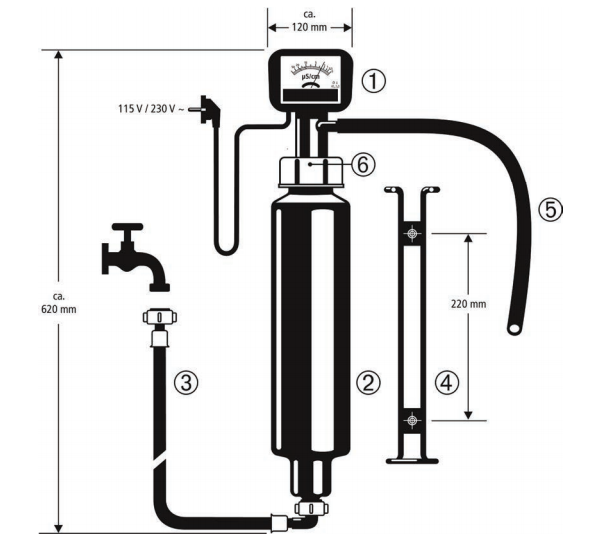 ca.
120 mm
µS/cm
①
115 V / 230 V ~
⑥
⑤
ca.
620 mm
220 mm
③
②
④